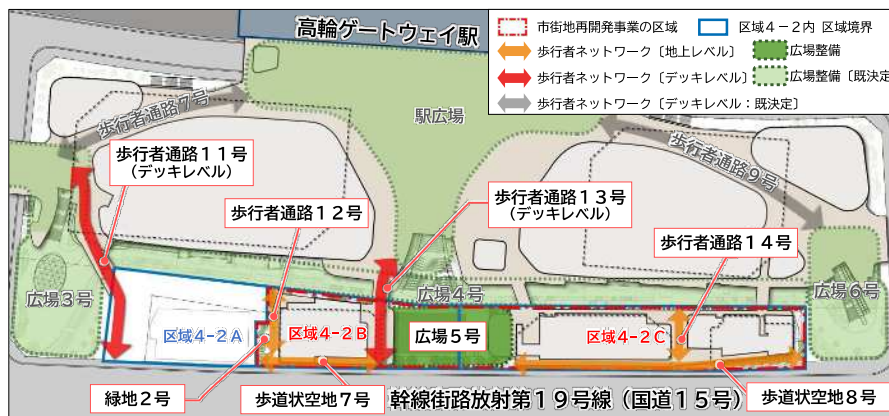 高輪ゲートウェイ駅
市街地再開発事業の区域
区域4-2内 区域境界
歩行者ネットワーク〔地上レベル〕
広場整備
歩行者ネットワーク〔デッキレベル〕
広場整備〔既決定
歩行者ネットワーク〔デッキレベル：既決定〕
歩行者通路7号
駅広場
歩行者通路9号
歩行者通路11号
(デッキレベル)
歩行者通路12号
歩行者通路13号
(デッキレベル)
歩行者通路14号
広場3号
広場4号
広場6号
区域4-2A
区域4-2B
広場5号
区域4-2C
緑地2号
歩道状空地7号
幹線街路放射第19号線（国道15号）
歩道状空地8号